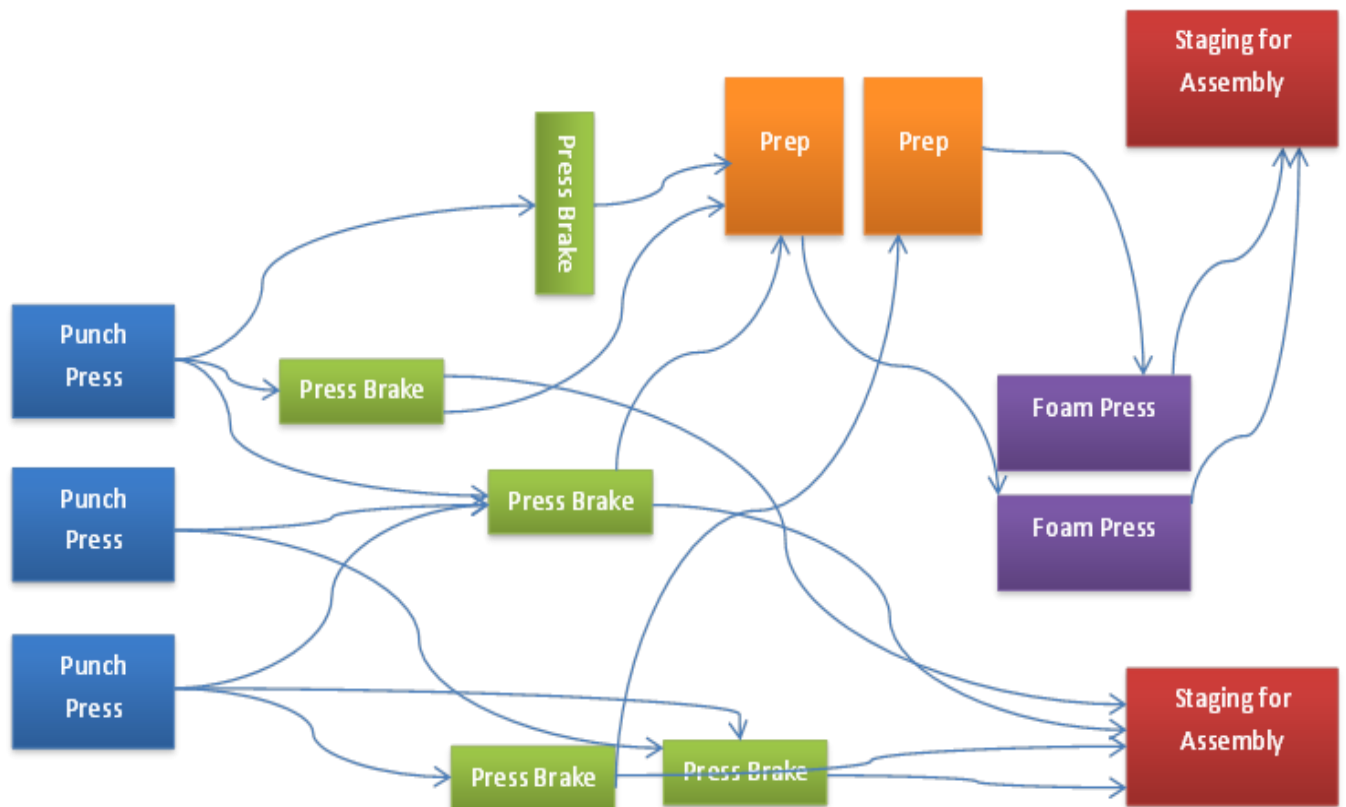 Staging for
Assembly
Prep
Prep
Press Brake
Punch
Press
Press Brake
Foam Press
Punch
Press
Press Brake
Foam Press
Punch
Press
Staging for
Assembly
Press Brake
Press Brake